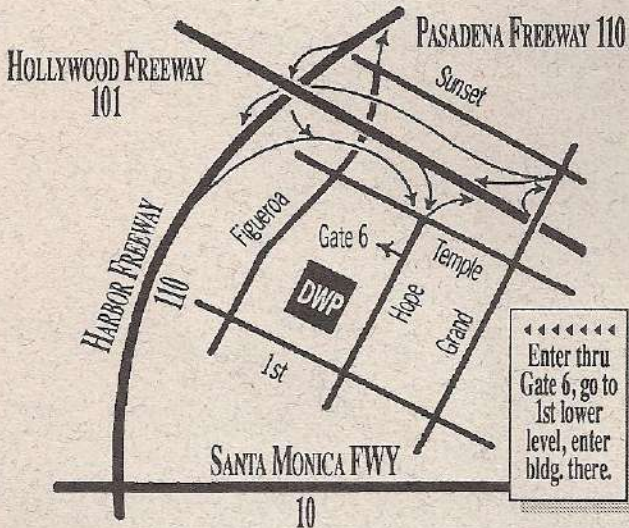 PASADENA FREEWAY 110
HOLLYWOOD FREEWAY
101
Sunset
Figueroa
Gate 6
Temple
HARBOR FREEWAY
110
DWP
Hope
Grand
1st
Enter thru
Gate 6, go to
1st lower
level, enter
bldg. there.
SANTA MONICA FWY
10